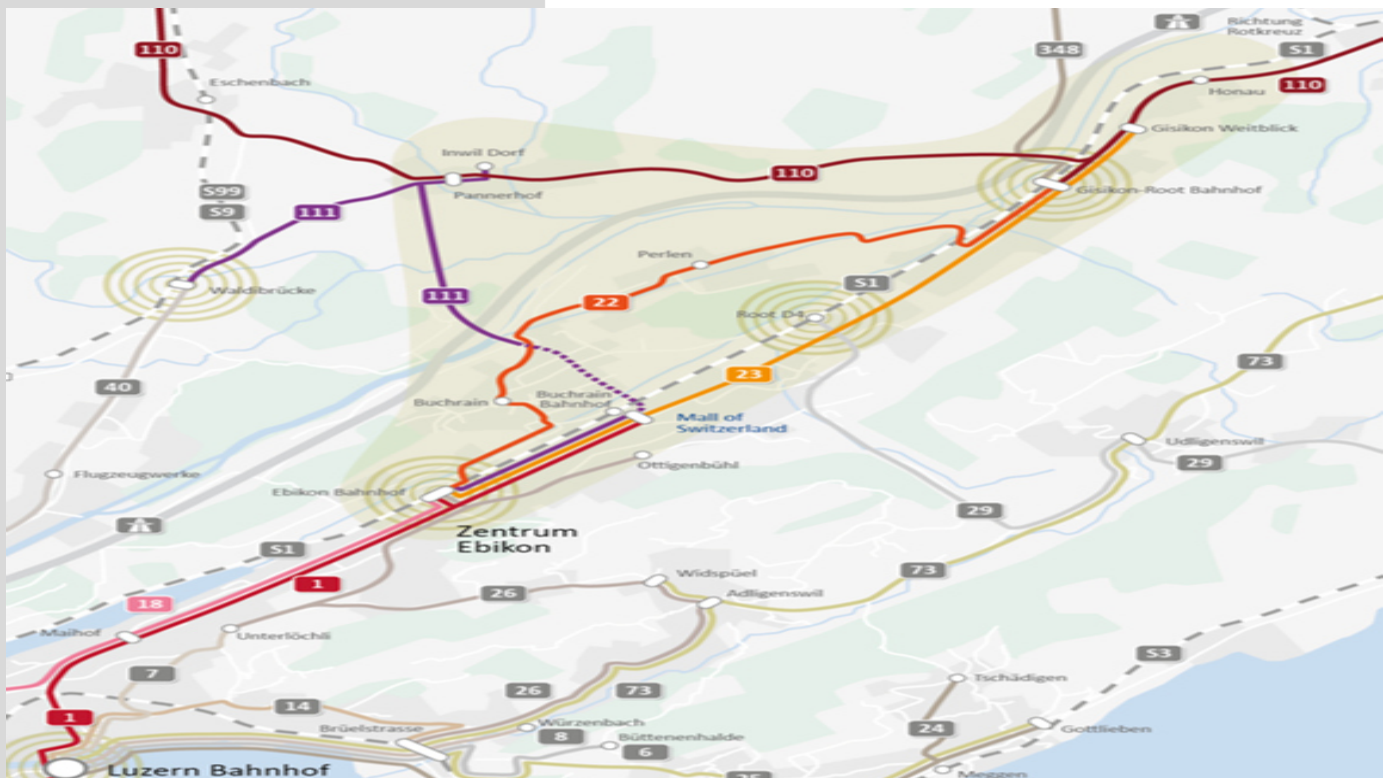 Richtung
Rotkreuz
110
348
S1
Eschenbach
110
Honau
Gisikon Weitblick
Inwil Dorf
110
S99
Gisikon-Root Bahnhof
Pannerhof
S9
111
Perlen
S1
Waldibrücke
111
22
Root D4
73
23
40
Buchrain
Buchrain
Bahnhof
Mall of
Switzerland
Udligenswil
29
Ottigenbühl
Flugzeugwerke
Ebikon Bahnhof
29
Zentrum
Ebikon
S1
73
Widspüel
1
26
Adligenswil
18
Maihof
Unterlöchli
S3
7
Tschädigen
26
73
14
1
Würzenbach
Brüelstrasse
8
Büttenenhalde
24
Gottlieben
6
Luzern Bahnhof
Meggen
25